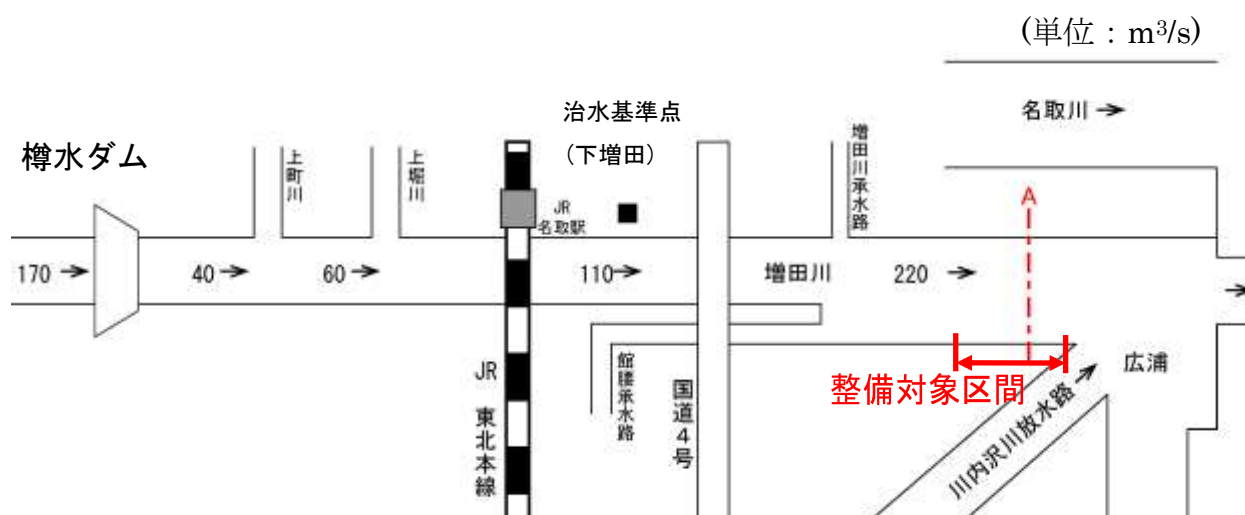 (単位：m³/s)
名取川
治水基準点
(下増田)
樽水ダム
上町川
上堀川
増田川承水路
A
JR
名取駅
170
40
60
110
増田川
220
JR
東北本線
館腰承水路
国道4号
整備対象区間
広浦
川内沢川放水路